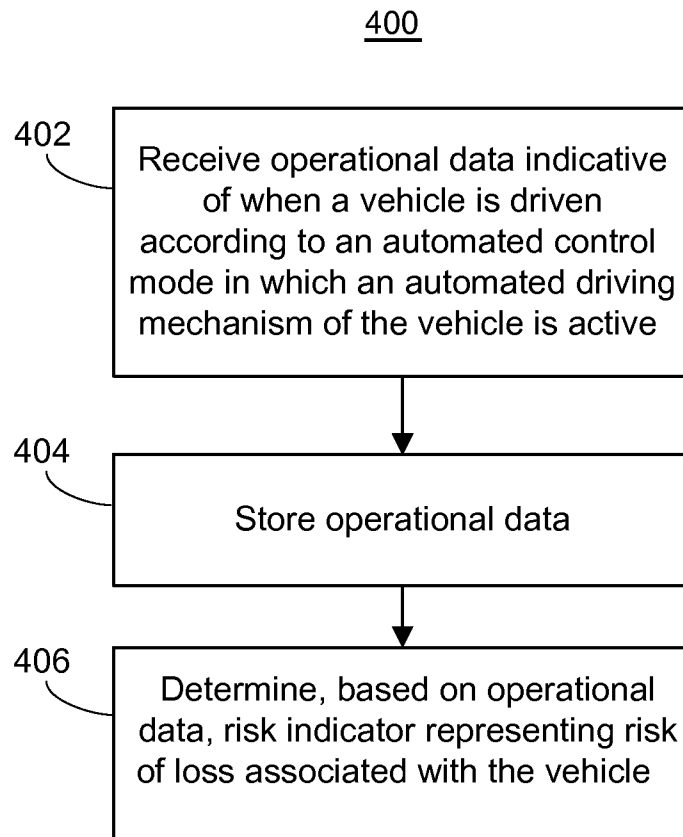 400
402
Receive operational data indicative
of when a vehicle is driven
according to an automated control
mode in which an automated driving
mechanism of the vehicle is active
404
Store operational data
406
Determine, based on operational
data, risk indicator representing risk
of loss associated with the vehicle